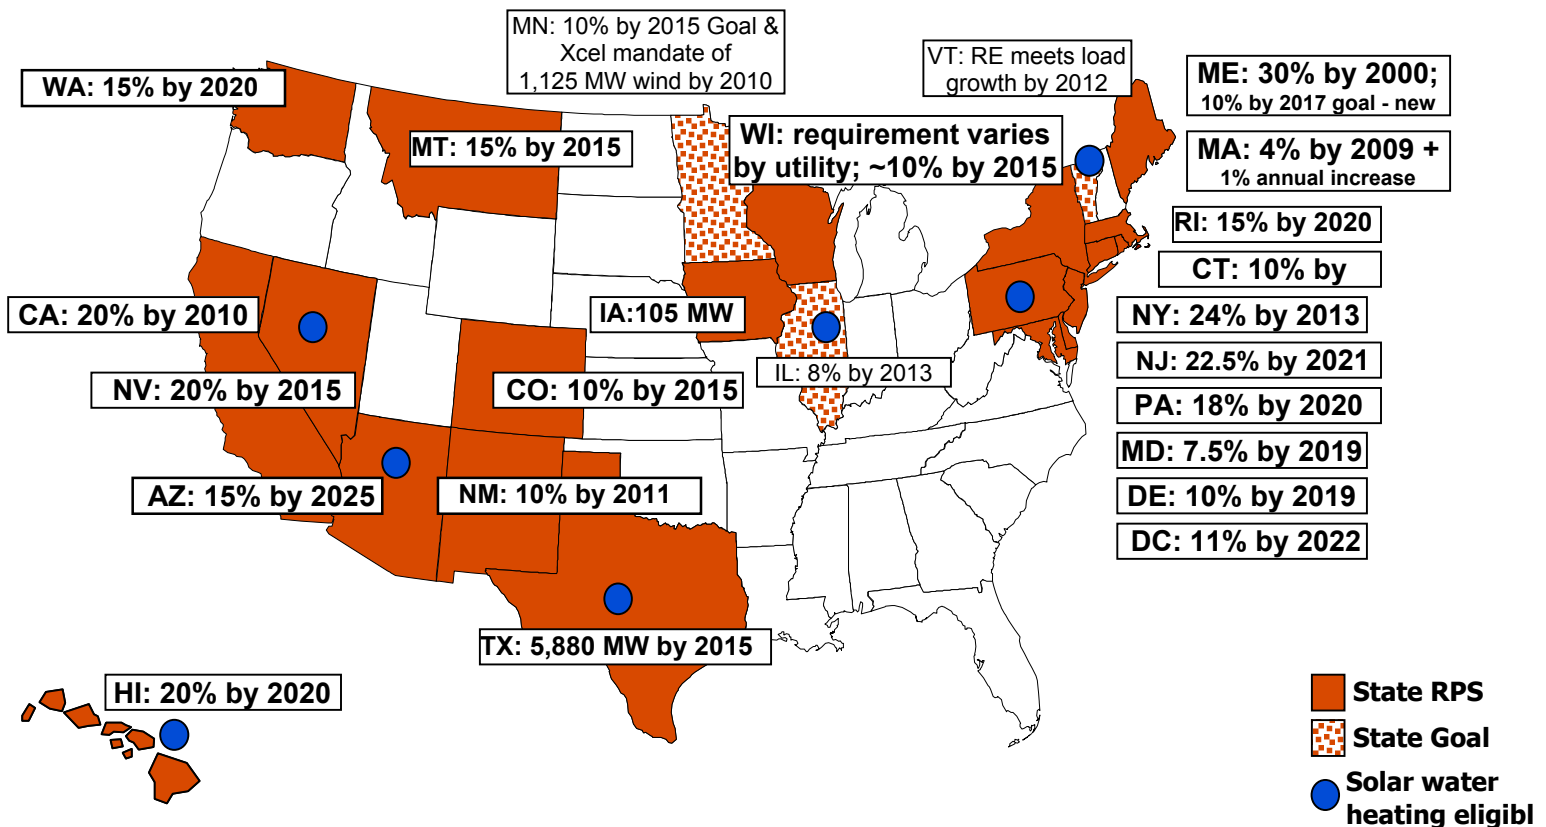 MN: 10% by 2015 Goal &
Xcel mandate of
1,125 MW wind by 2010
VT: RE meets load
growth by 2012
WA: 15% by 2020
ME: 30% by 2000;
10% by 2017 goal - new
MT: 15% by 2015
WI: requirement varies
by utility; ~10% by 2015
MA: 4% by 2009 +
1% annual increase
RI: 15% by 2020
CT: 10% by
CA: 20% by 2010
IA:105 MW
NY: 24% by 2013
NJ: 22.5% by 2021
IL: 8% by 2013
NV: 20% by 2015
CO: 10% by 2015
PA: 18% by 2020
MD: 7.5% by 2019
AZ: 15% by 2025
NM: 10% by 2011
DE: 10% by 2019
DC: 11% by 2022
TX: 5,880 MW by 2015
HI: 20% by 2020
State RPS
State Goal
Solar water
heating eligibl